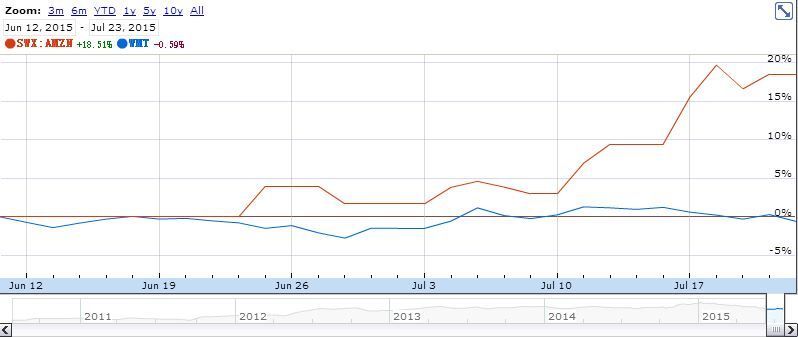 Zoom: 3m 6m YTD 1y 5y 10y All
Jun 12, 2015 - Jul 23, 2015
SWX:AMZN +18.51% WMT -0.59%
20%
15%
10%
5%
0%
-5%
Jun 12 Jun 19 Jun 26 Jul 3 Jul 10 Jul 17
2011 2012 2013 2014 2015